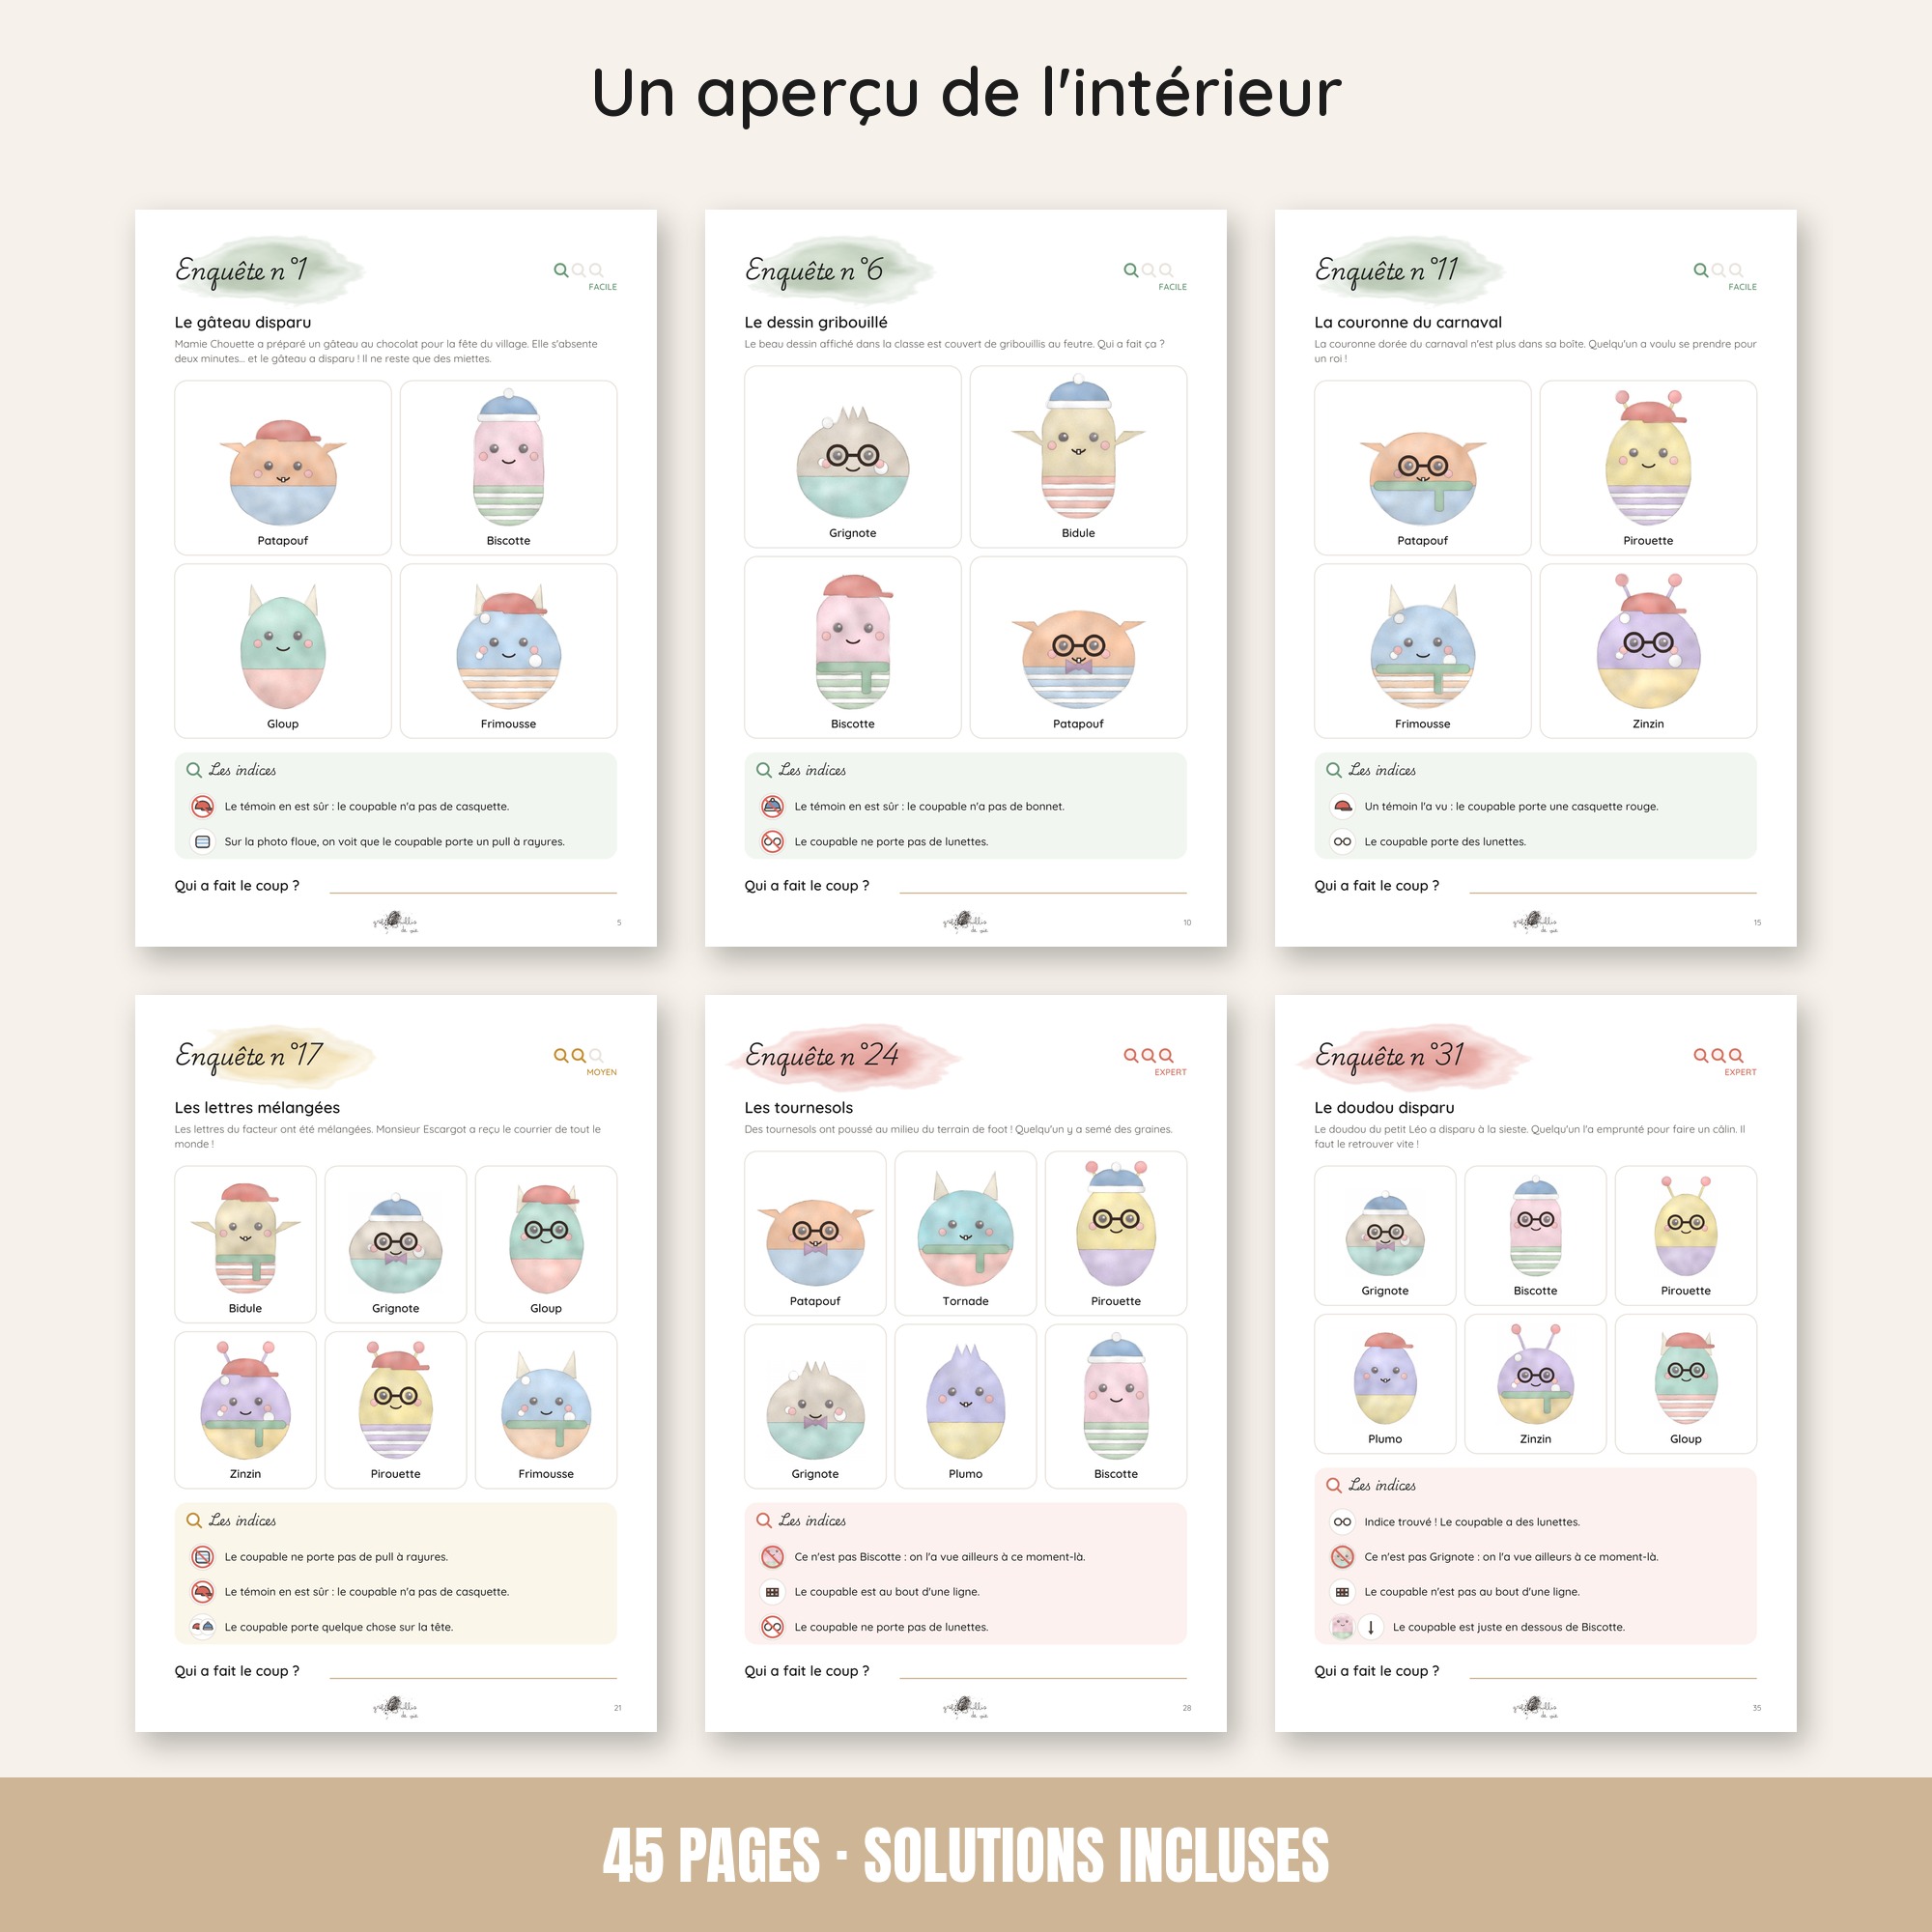 Un aperçu de l'intérieur
Enquête n°1
FACILE
Le gâteau disparu
Mamie Chouette a préparé un gâteau au chocolat pour la fête du village. Elle s'absente
deux minutes... et le gâteau a disparu ! Il ne reste que des miettes.
Patapouf
Biscotte
Gloup
Frimousse
Les indices
Le témoin en est sûr : le coupable n'a pas de casquette.
Sur la photo floue, on voit que le coupable porte un pull à rayures.
Qui a fait le coup ?
5
Enquête n°6
FACILE
Le dessin gribouillé
Le beau dessin affiché dans la classe est couvert de gribouillis au feutre. Qui a fait ça ?
Grignote
Bidule
Biscotte
Patapouf
Les indices
Le témoin en est sûr : le coupable n'a pas de bonnet.
Le coupable ne porte pas de lunettes.
Qui a fait le coup ?
10
Enquête n°11
FACILE
La couronne du carnaval
La couronne dorée du carnaval n'est plus dans sa boîte. Quelqu'un a voulu se prendre pour
un roi !
Patapouf
Pirouette
Frimousse
Zinzin
Les indices
Un témoin l'a vu : le coupable porte une casquette rouge.
Le coupable porte des lunettes.
Qui a fait le coup ?
15
Enquête n°17
MOYEN
Les lettres mélangées
Les lettres du facteur ont été mélangées. Monsieur Escargot a reçu le courrier de tout le
monde !
Bidule
Grignote
Gloup
Zinzin
Pirouette
Frimousse
Les indices
Le coupable ne porte pas de pull à rayures.
Le témoin en est sûr : le coupable n'a pas de casquette.
Le coupable porte quelque chose sur la tête.
Qui a fait le coup ?
21
Enquête n°24
EXPERT
Les tournesols
Des tournesols ont poussé au milieu du terrain de foot ! Quelqu'un y a semé des graines.
Patapouf
Tornade
Pirouette
Grignote
Plumo
Biscotte
Les indices
Ce n'est pas Biscotte : on l'a vue ailleurs à ce moment-là.
Le coupable est au bout d'une ligne.
Le coupable ne porte pas de lunettes.
Qui a fait le coup ?
28
Enquête n°31
EXPERT
Le doudou disparu
Le doudou du petit Léo a disparu à la sieste. Quelqu'un l'a emprunté pour faire un câlin. Il
faut le retrouver vite !
Grignote
Biscotte
Pirouette
Plumo
Zinzin
Gloup
Les indices
Indice trouvé ! Le coupable a des lunettes.
Ce n'est pas Grignote : on l'a vue ailleurs à ce moment-là.
Le coupable n'est pas au bout d'une ligne.
Le coupable est juste en dessous de Biscotte.
Qui a fait le coup ?
35
45 PAGES · SOLUTIONS INCLUSES